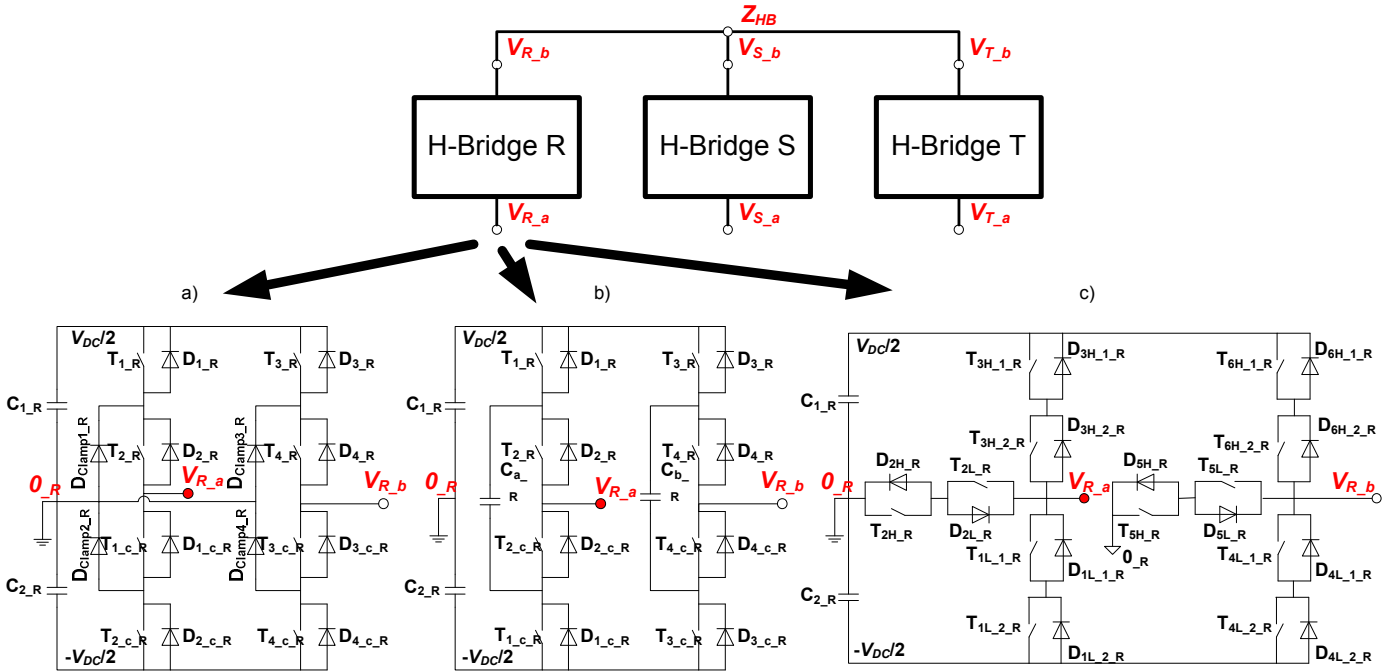 Z_HB
V_R_b V_S_b V_T_b
H-Bridge R H-Bridge S H-Bridge T
V_R_a V_S_a V_T_a
a) b) c)
V_DC/2
T_1_R D_1_R T_3_R D_3_R
C_1_R
D_Clamp1_R T_2_R D_2_R D_Clamp3_R T_4_R D_4_R
0_R V_R_a V_R_b
D_Clamp2_R T_1_c_R D_1_c_R D_Clamp4_R T_3_c_R D_3_c_R
C_2_R
T_2_c_R D_2_c_R T_4_c_R D_4_c_R
-V_DC/2
V_DC/2
T_1_R D_1_R T_3_R D_3_R
C_1_R
T_2_R D_2_R T_4_R D_4_R
C_a_R C_b_R
0_R V_R_a V_R_b
T_2_c_R D_2_c_R T_4_c_R D_4_c_R
C_2_R
T_1_c_R D_1_c_R T_3_c_R D_3_c_R
-V_DC/2
V_DC/2
T_3H_1_R D_3H_1_R T_6H_1_R D_6H_1_R
C_1_R
T_3H_2_R D_3H_2_R T_6H_2_R D_6H_2_R
D_2H_R T_2L_R D_5H_R T_5L_R
0_R V_R_a V_R_b
T_2H_R D_2L_R T_5H_R D_5L_R
0_R
T_1L_1_R D_1L_1_R T_4L_1_R D_4L_1_R
C_2_R
T_1L_2_R D_1L_2_R T_4L_2_R D_4L_2_R
-V_DC/2